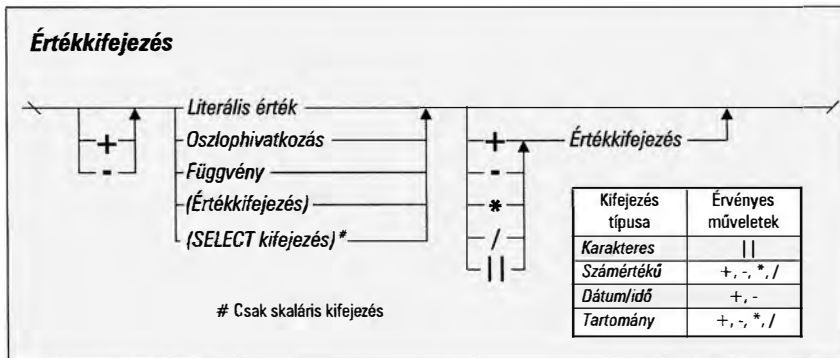 Értékkifejezés
Literális érték
+ Oszlophivatkozás + Értékkifejezés
- Függvény -
(Értékkifejezés) *
(SELECT kifejezés)# /
||
# Csak skaláris kifejezés
Kifejezés típusa Érvényes műveletek
Karakteres ||
Számértékű +, -, *, /
Dátum/idő +, -
Tartomány +, -, *, /